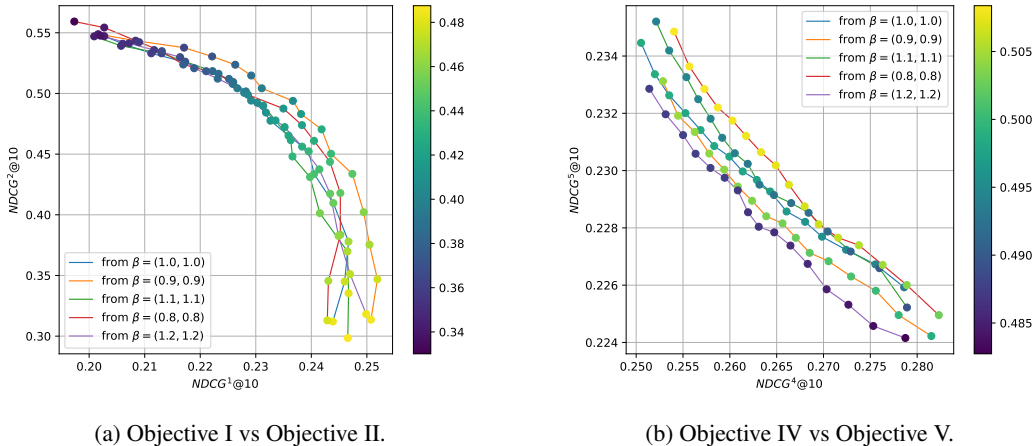 0.55
0.50
0.45
0.40
0.35
0.30
NDCG²@10
0.20 0.21 0.22 0.23 0.24 0.25
NDCG¹@10
from β = (1.0, 1.0)
from β = (0.9, 0.9)
from β = (1.1, 1.1)
from β = (0.8, 0.8)
from β = (1.2, 1.2)
0.48
0.46
0.44
0.42
0.40
0.38
0.36
0.34
(a) Objective I vs Objective II.
0.234
0.232
0.230
0.228
0.226
0.224
NDCG⁵@10
0.250 0.255 0.260 0.265 0.270 0.275 0.280
NDCG⁴@10
from β = (1.0, 1.0)
from β = (0.9, 0.9)
from β = (1.1, 1.1)
from β = (0.8, 0.8)
from β = (1.2, 1.2)
0.505
0.500
0.495
0.490
0.485
(b) Objective IV vs Objective V.